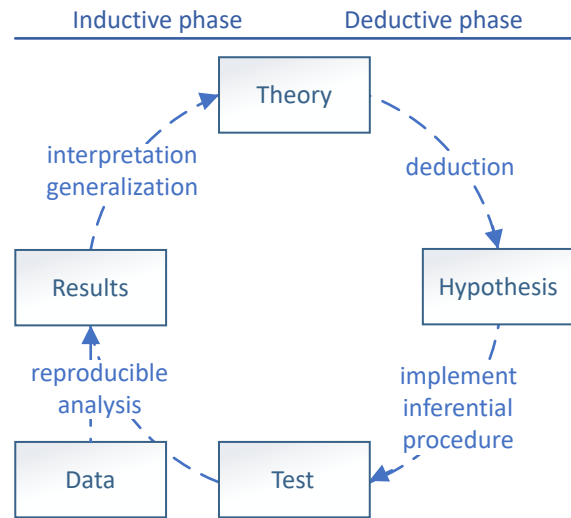 Inductive phase
Deductive phase
Theory
interpretation
generalization
deduction
Results
Hypothesis
reproducible
analysis
implement
inferential
procedure
Data
Test